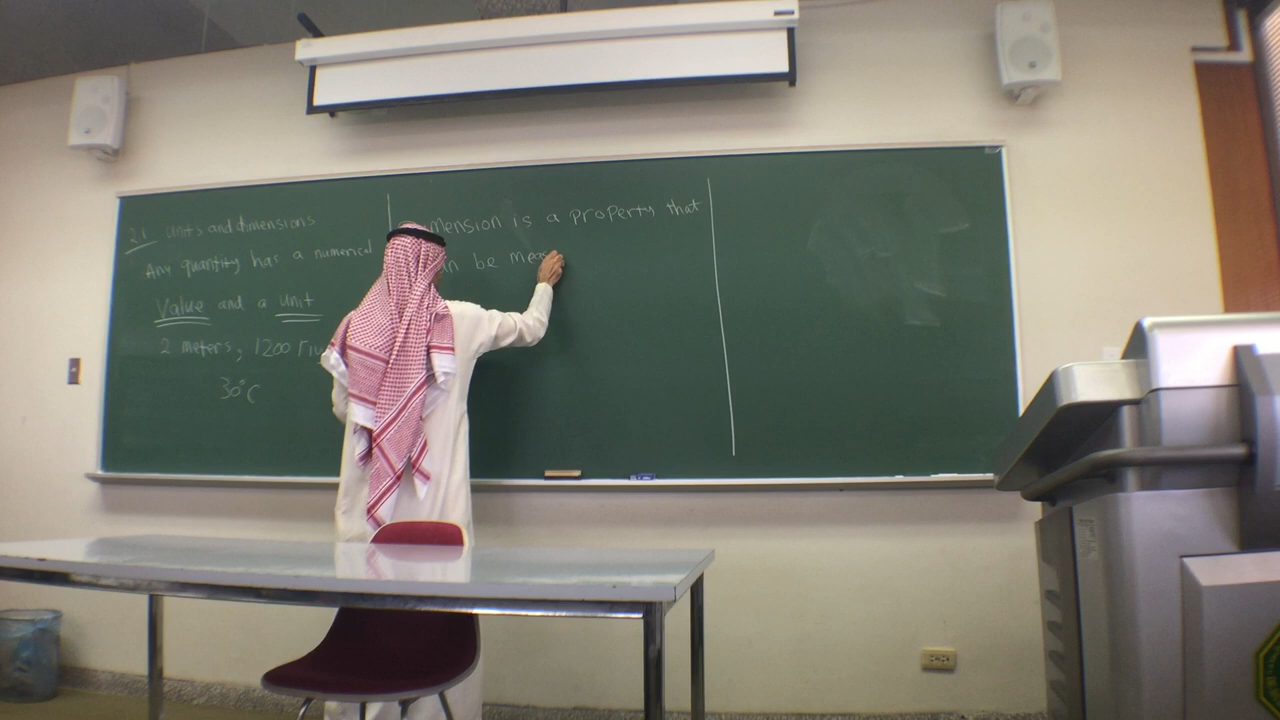 2.1 Units and dimensions
Any quantity has a numerical
Value and a unit
2 meters, 1200
30°C
mension is a property that
n be meas